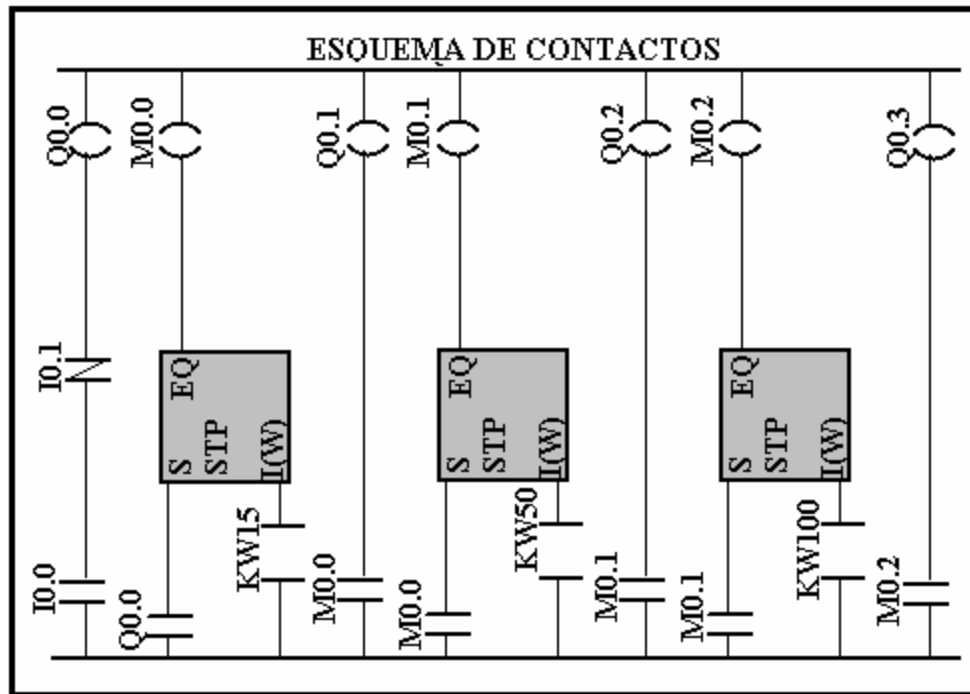 ESQUEMA DE CONTACTOS
Q0.0
M0.0
Q0.1
M0.1
Q0.2
M0.2
Q0.3
I0.1
EQ
STP
S
I(W)
EQ
STP
S
I(W)
EQ
STP
S
I(W)
I0.0
Q0.0
KW15
M0.0
M0.0
KW50
M0.1
M0.1
KW100
M0.2